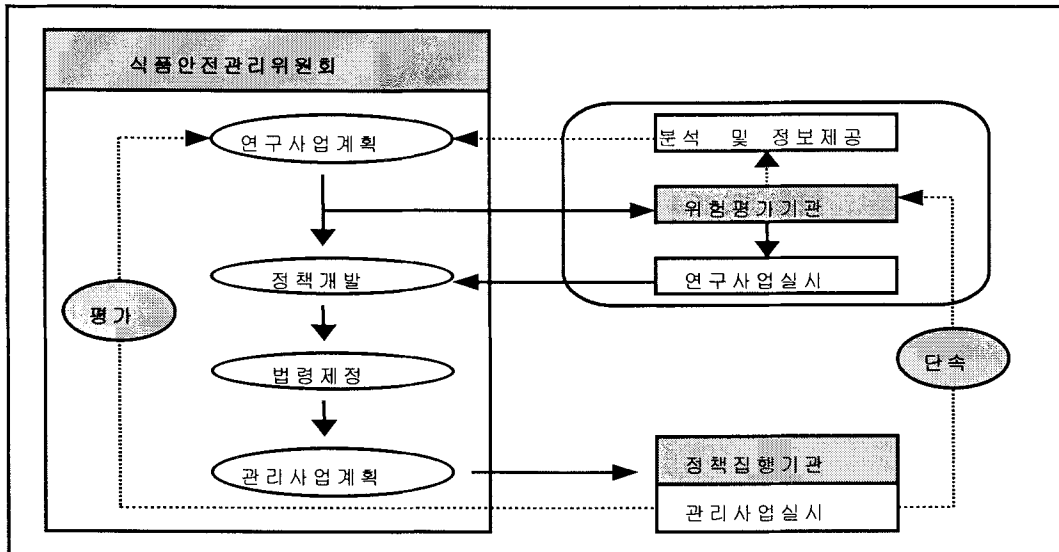 식품안전관리위원회
연구사업계획
분석 및 정보제공
위험평가기관
정책개발
연구사업실시
평가
단속
법령제정
관리사업계획
정책집행기관
관리사업실시